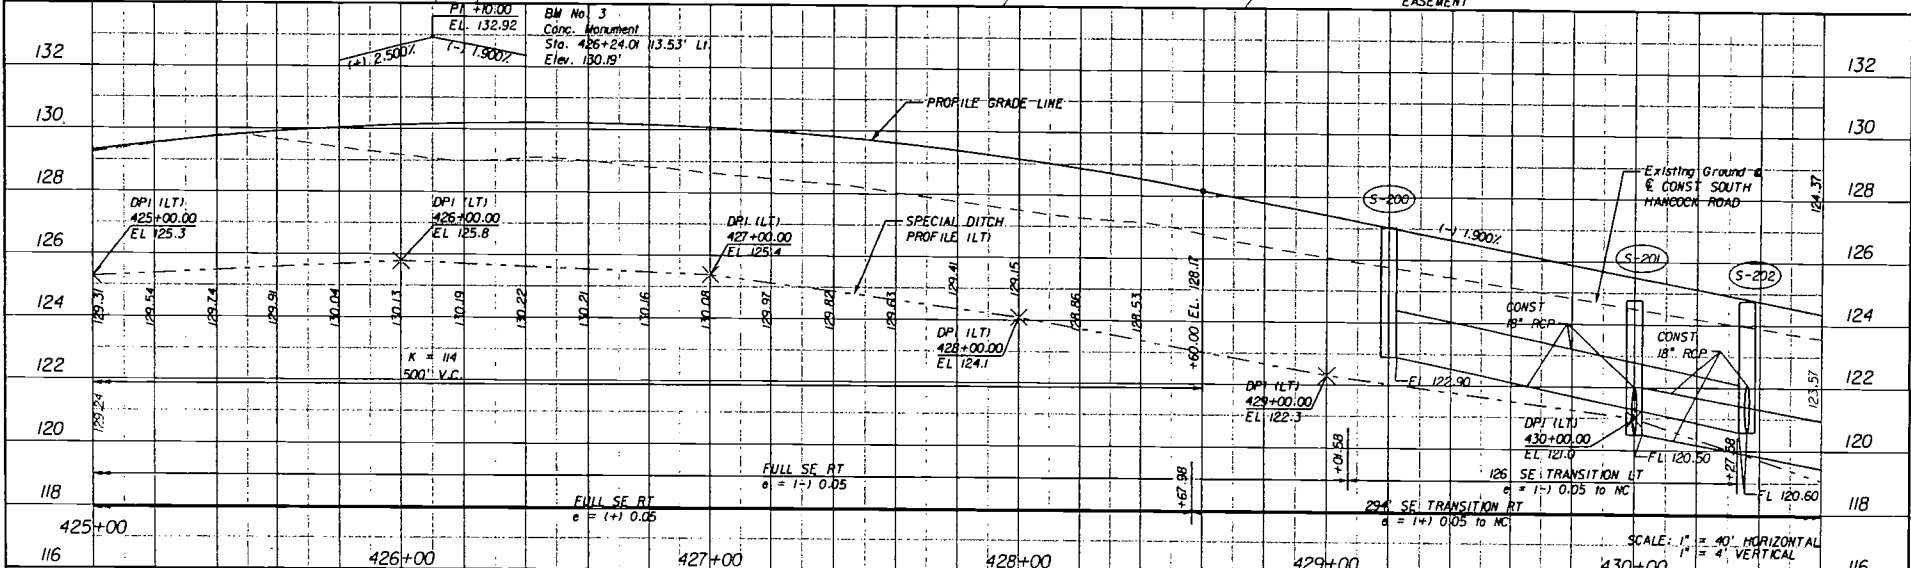 EASEMENT
PI +10.00
EL. 132.92
(+) 2.500%
(-) 1.900%
BM No. 3
Conc. Monument
Sta. 426+24.01 13.53' Lt.
Elev. 130.19'
132
132
PROFILE GRADE LINE
130
130
Existing Ground @
℄ CONST SOUTH
HANCOCK ROAD
128
128
124.37
DPI (LT)
425+00.00
EL 125.3
DPI (LT)
426+00.00
EL 125.8
DPI (LT)
427+00.00
EL 125.4
SPECIAL DITCH
PROFILE (LT)
S-200
(-) 1.900%
S-201
S-202
126
126
124
124
129.31
129.54
129.74
129.91
130.04
130.13
130.19
130.22
130.21
130.16
130.08
129.97
129.82
129.63
129.41
129.15
128.86
128.53
+60.00 EL. 128.17
CONST
18" RCP
CONST
18" RCP
DPI (LT)
428+00.00
EL 124.1
K = 114
500' V.C.
122
122
EL 122.90
DPI (LT)
429+00.00
EL 122.3
129.24
123.57
120
120
DPI (LT)
430+00.00
EL 121.0
FL 120.50
+27.58
FL 120.60
+01.58
+67.98
FULL SE RT
e = (-) 0.05
126 SE TRANSITION LT
e = (-) 0.05 to NC
FULL SE RT
e = (+) 0.05
294' SE TRANSITION RT
e = (+) 0.05 to NC
118
118
425+00
426+00
427+00
428+00
429+00
430+00
SCALE: 1" = 40' HORIZONTAL
1" = 4' VERTICAL
116
116